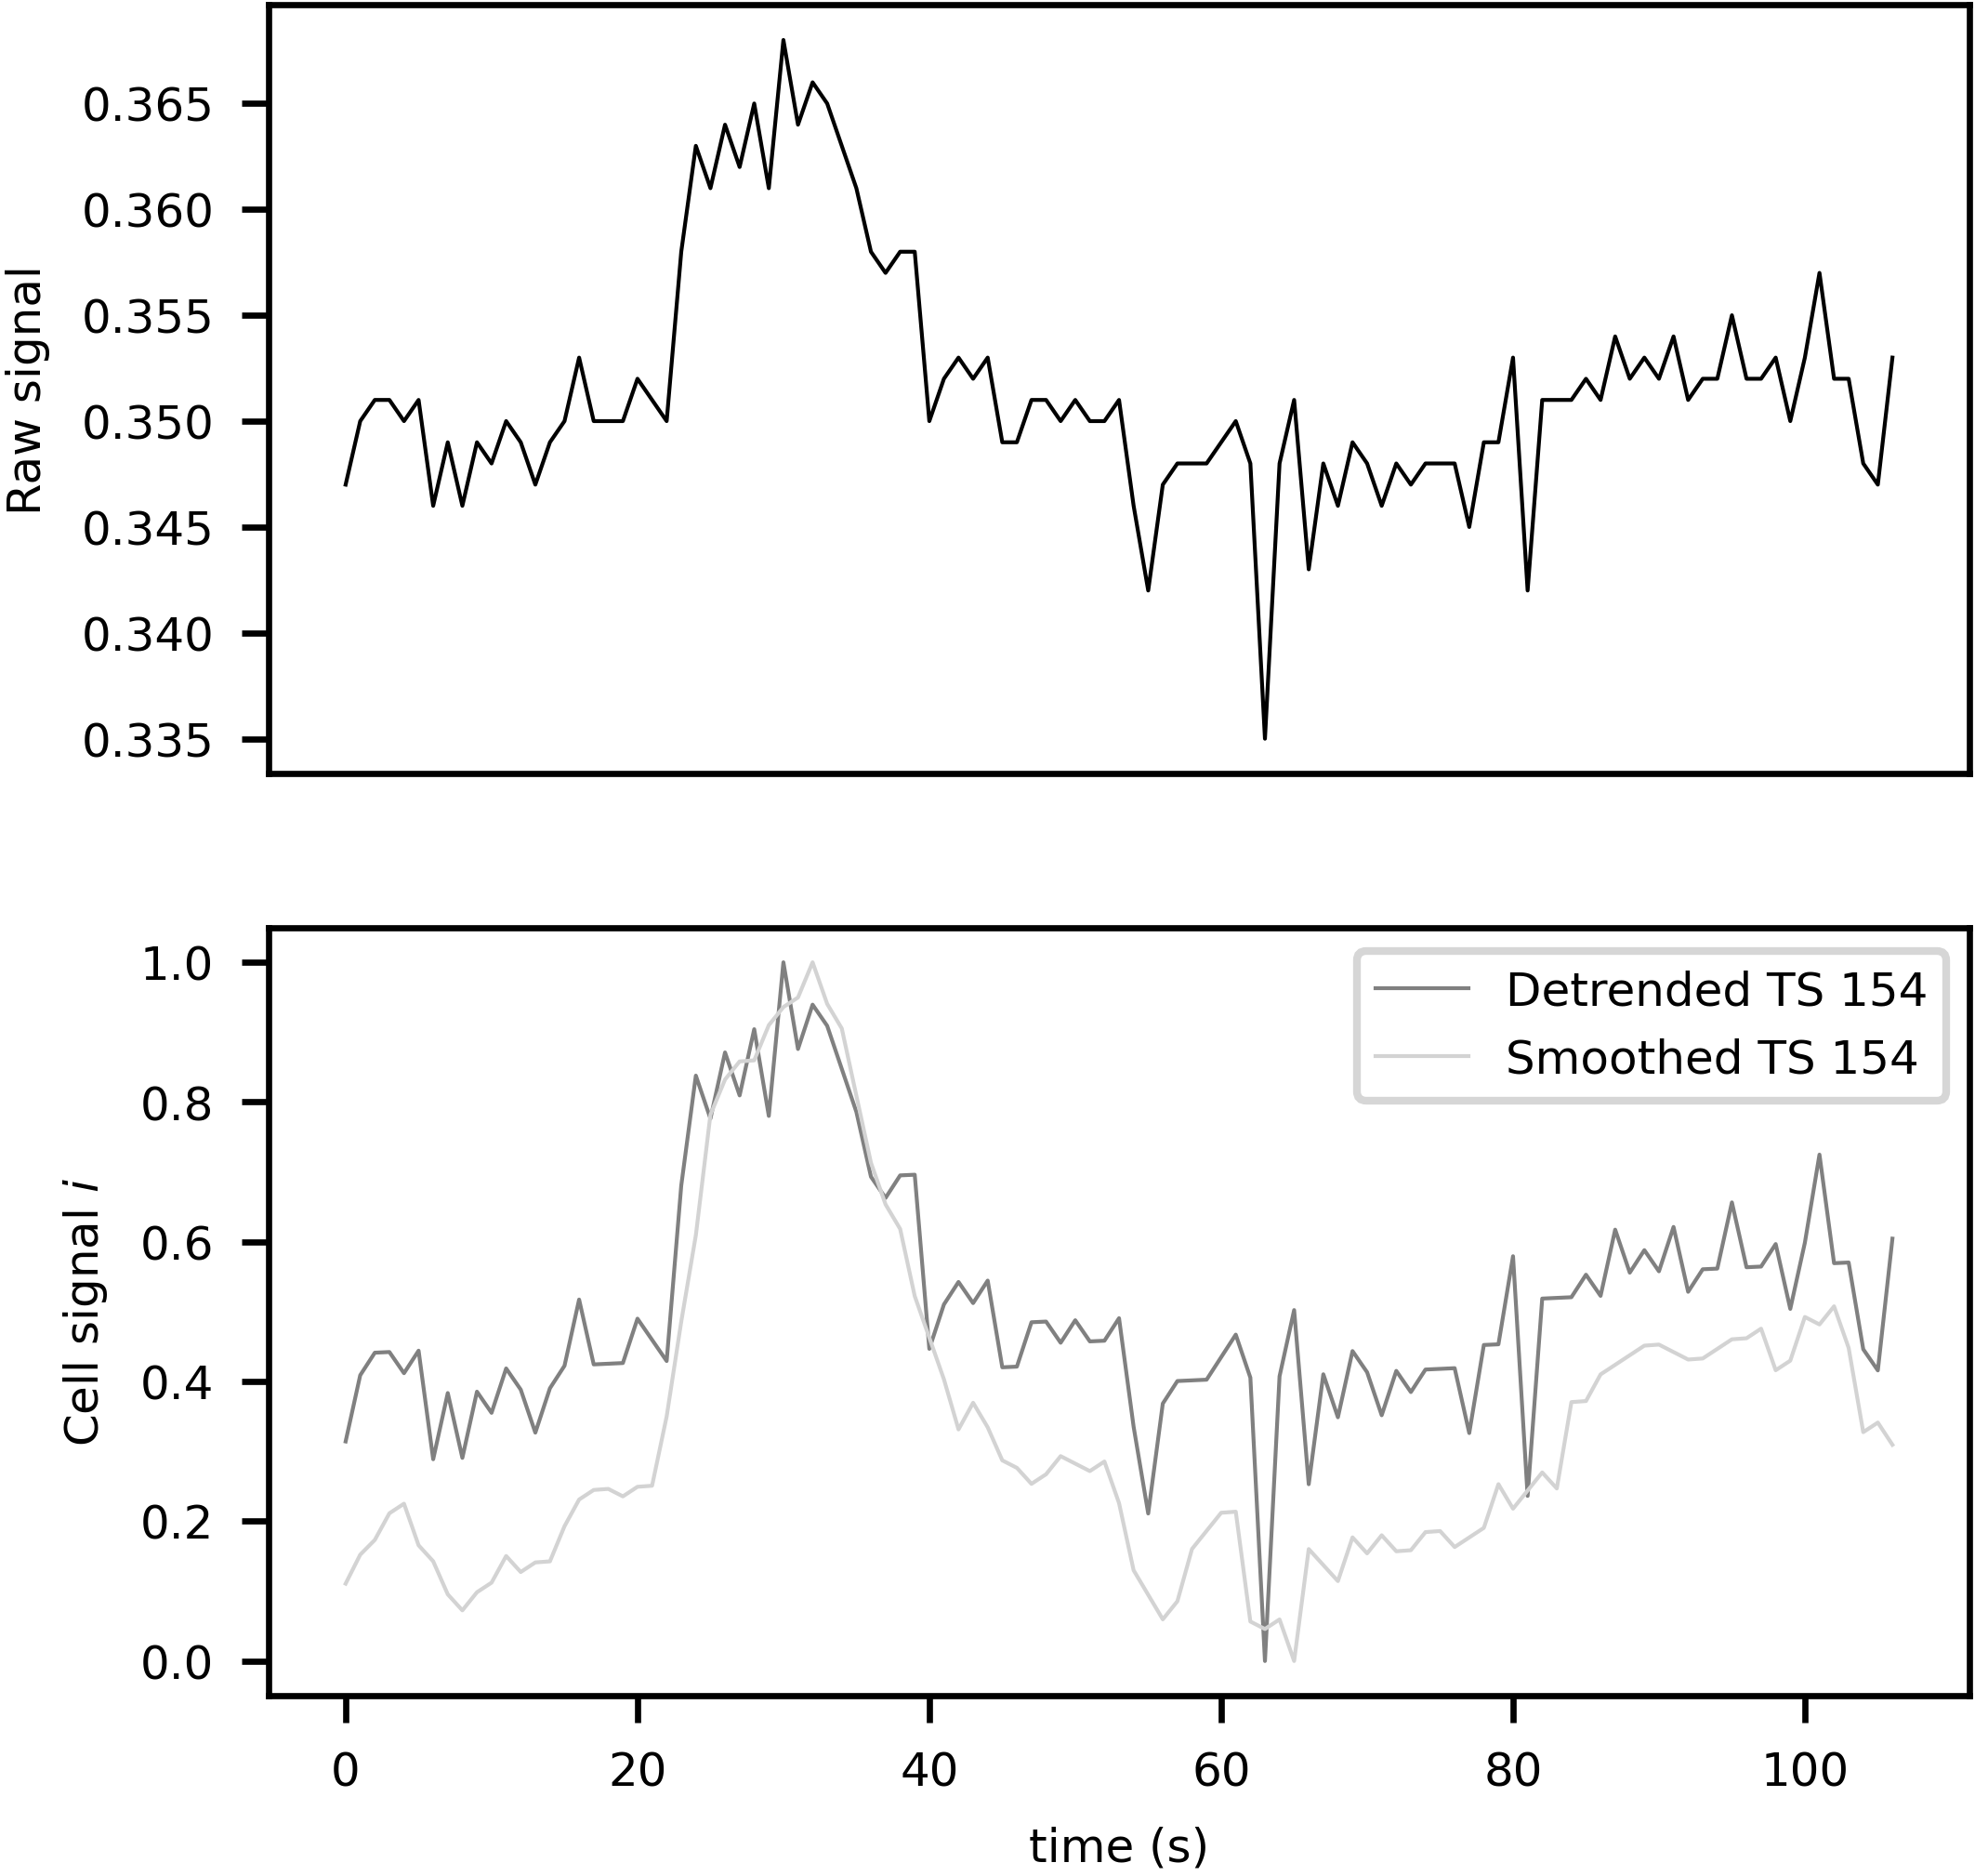 Raw signal
0.365
0.360
0.355
0.350
0.345
0.340
0.335
Cell signal i
1.0
0.8
0.6
0.4
0.2
0.0
Detrended TS 154
Smoothed TS 154
0 20 40 60 80 100
time (s)